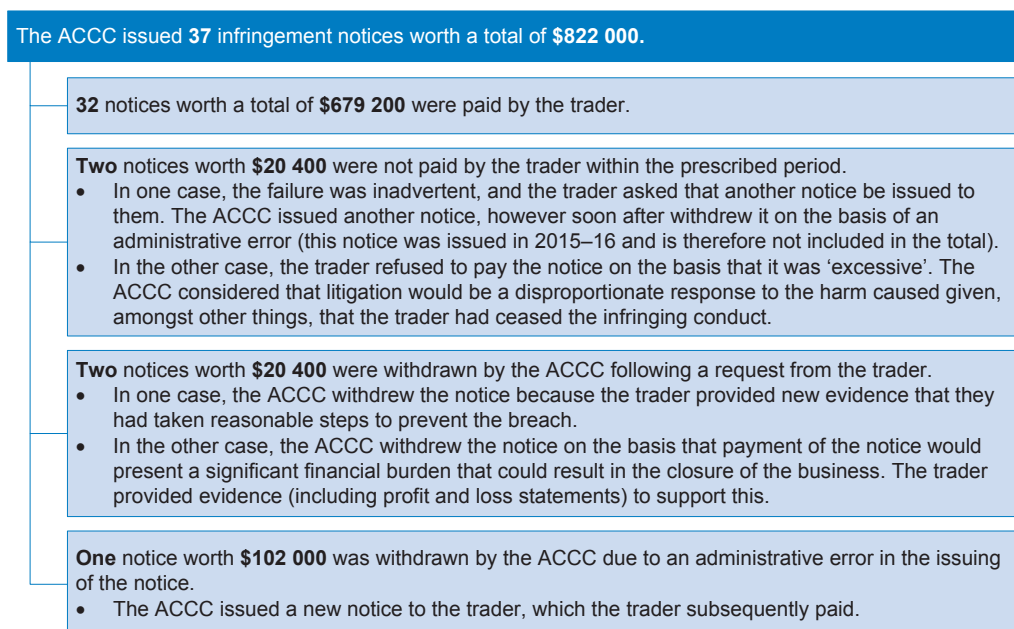 The ACCC issued 37 infringement notices worth a total of $822 000.
32 notices worth a total of $679 200 were paid by the trader.
Two notices worth $20 400 were not paid by the trader within the prescribed period.
• In one case, the failure was inadvertent, and the trader asked that another notice be issued to
them. The ACCC issued another notice, however soon after withdrew it on the basis of an
administrative error (this notice was issued in 2015–16 and is therefore not included in the total).
• In the other case, the trader refused to pay the notice on the basis that it was ‘excessive’. The
ACCC considered that litigation would be a disproportionate response to the harm caused given,
amongst other things, that the trader had ceased the infringing conduct.
Two notices worth $20 400 were withdrawn by the ACCC following a request from the trader.
• In one case, the ACCC withdrew the notice because the trader provided new evidence that they
had taken reasonable steps to prevent the breach.
• In the other case, the ACCC withdrew the notice on the basis that payment of the notice would
present a significant financial burden that could result in the closure of the business. The trader
provided evidence (including profit and loss statements) to support this.
One notice worth $102 000 was withdrawn by the ACCC due to an administrative error in the issuing
of the notice.
• The ACCC issued a new notice to the trader, which the trader subsequently paid.